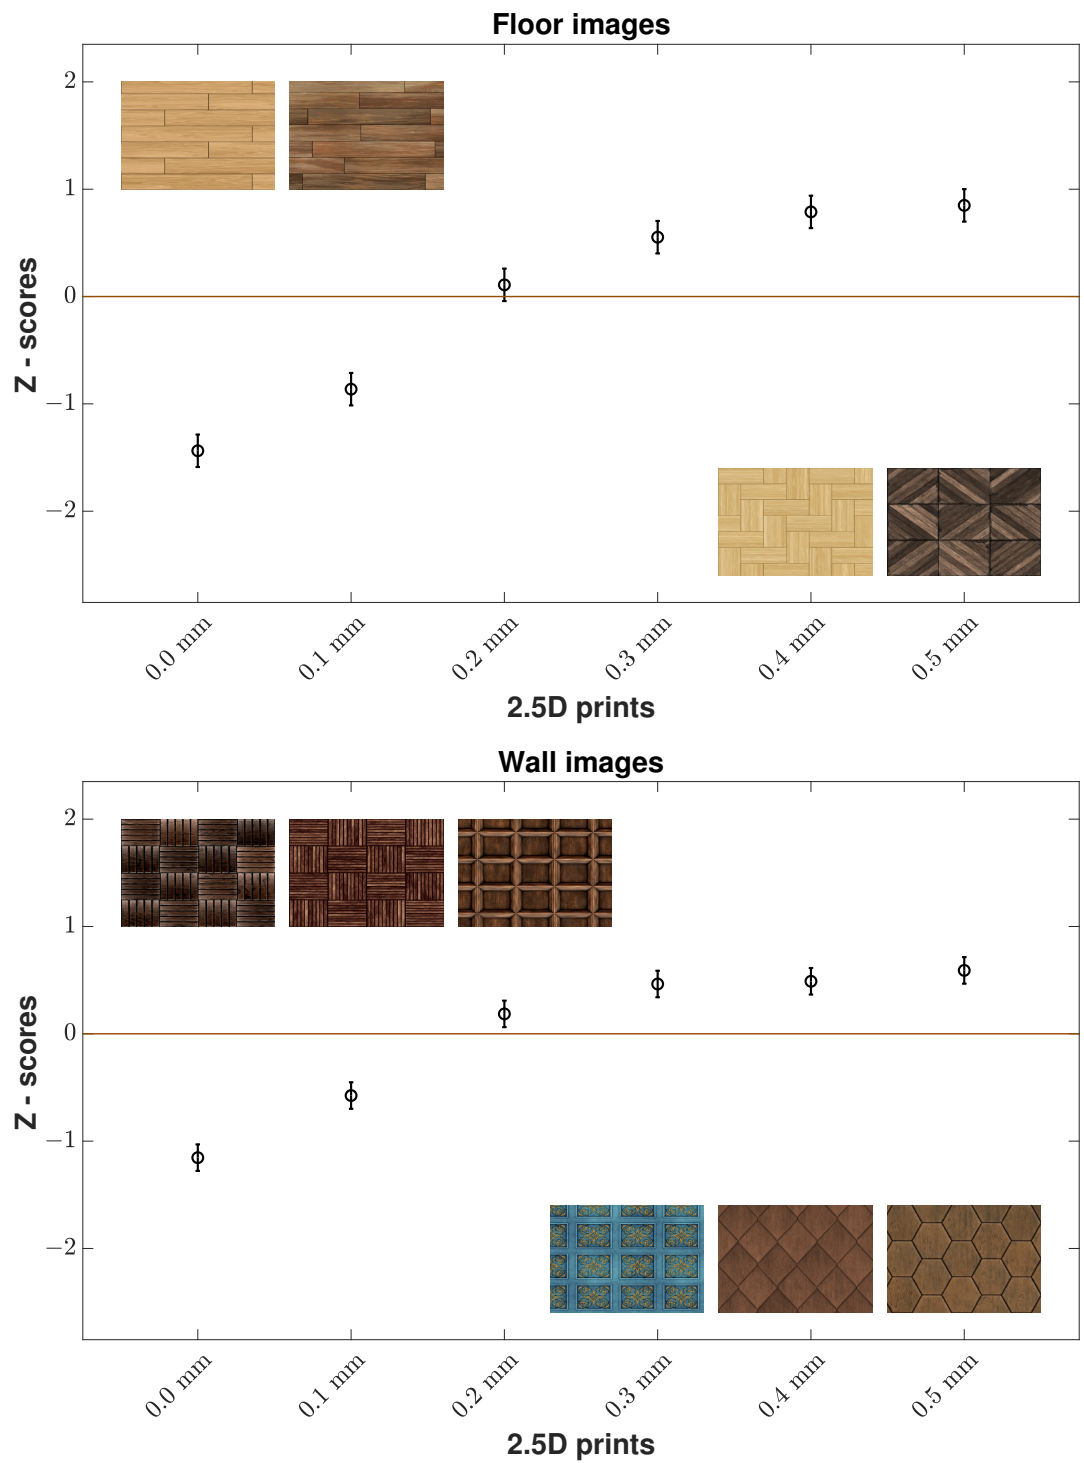 Floor images
2
1
0
−1
−2
Z - scores
0.0 mm
0.1 mm
0.2 mm
0.3 mm
0.4 mm
0.5 mm
2.5D prints
Wall images
2
1
0
−1
−2
Z - scores
0.0 mm
0.1 mm
0.2 mm
0.3 mm
0.4 mm
0.5 mm
2.5D prints